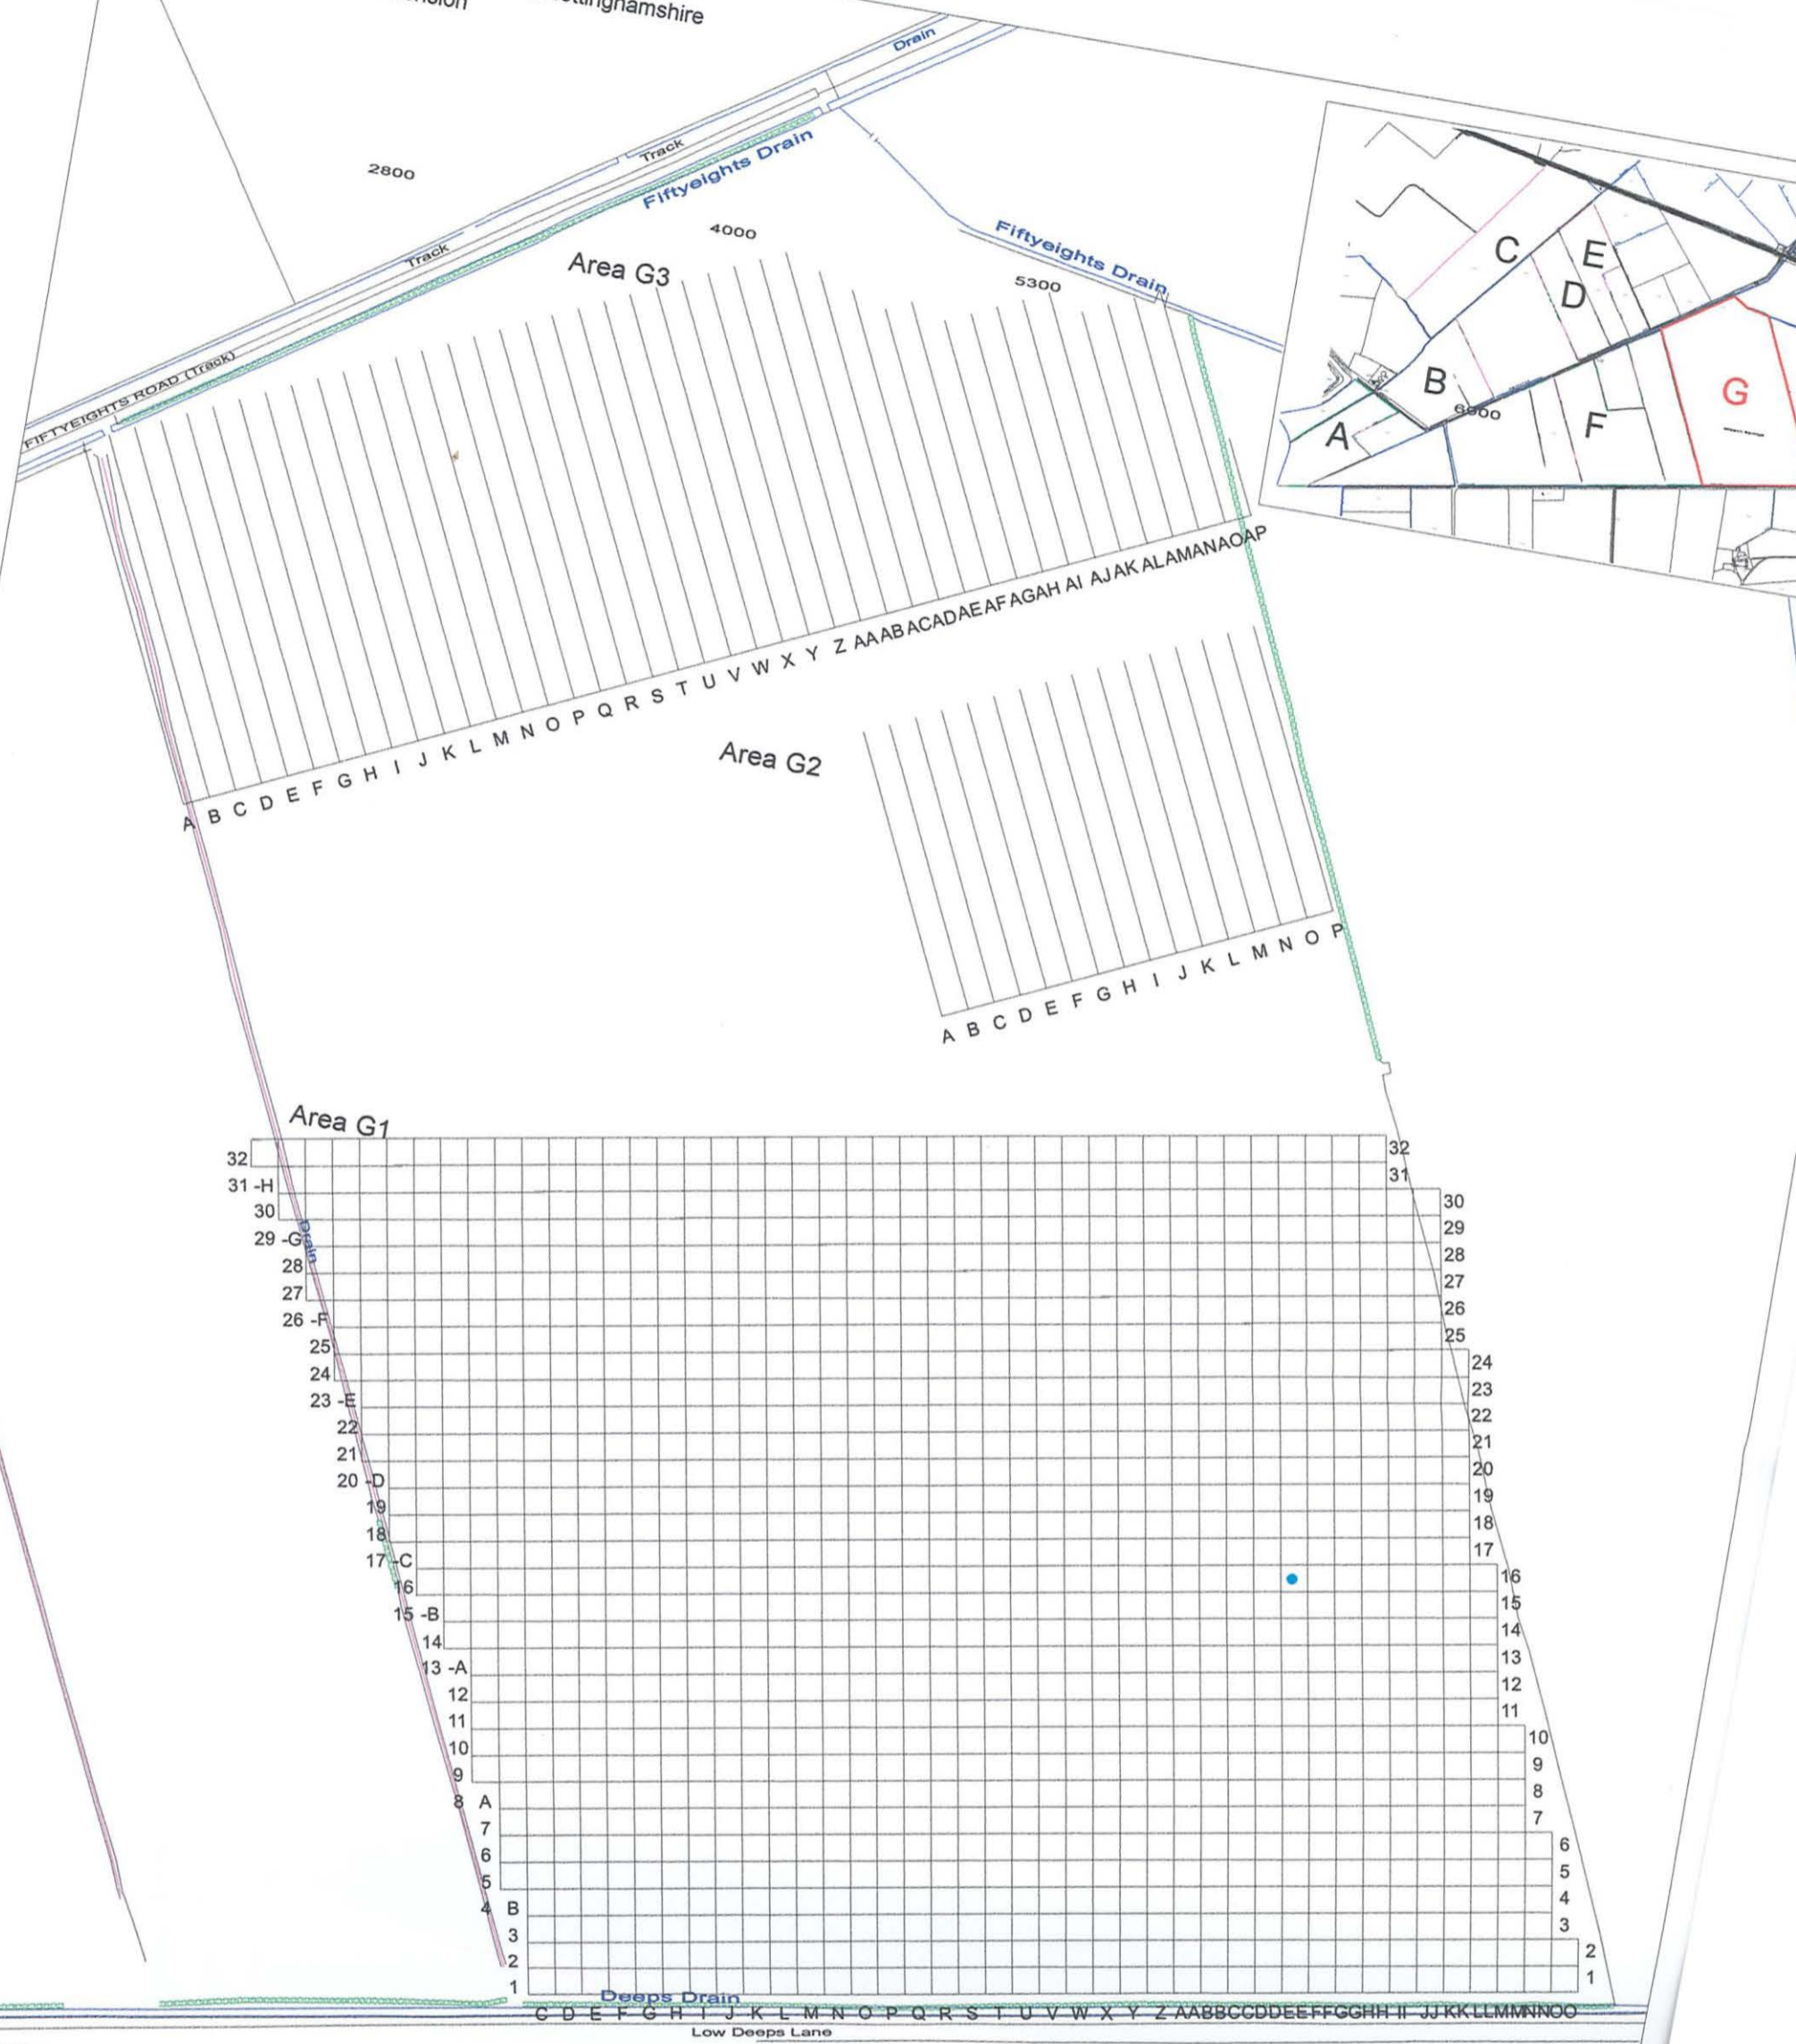 Drain
Track
Fiftyeights Drain
2800
4000
Track
Area G3
Fiftyeights Drain
5300
FIFTYEIGHTS ROAD (Track)
C
E
D
B
6000
A
F
G
A B C D E F G H I J K L M N O P Q R S T U V W X Y Z AA AB AC AD AE AF AG AH AI AJ AK AL AM AN AO AP
Area G2
A B C D E F G H I J K L M N O P
Area G1
32 32
31 -H 31
30 30
29 -G 29
Drain
28 28
27 27
26 -F 26
25 25
24 24
23 -E 23
22 22
21 21
20 -D 20
19 19
18 18
17 -C 17
16 16
15 -B 15
14 14
13 -A 13
12 12
11 11
10 10
9 9
8 A 8
7 7
6 6
5 5
4 B 4
3 3
2 2
1 1
Deeps Drain
C D E F G H I J K L M N O P Q R S T U V W X Y Z AA BB CC DD EE FF GG HH II JJ KK LL MM NN OO
Low Deeps Lane